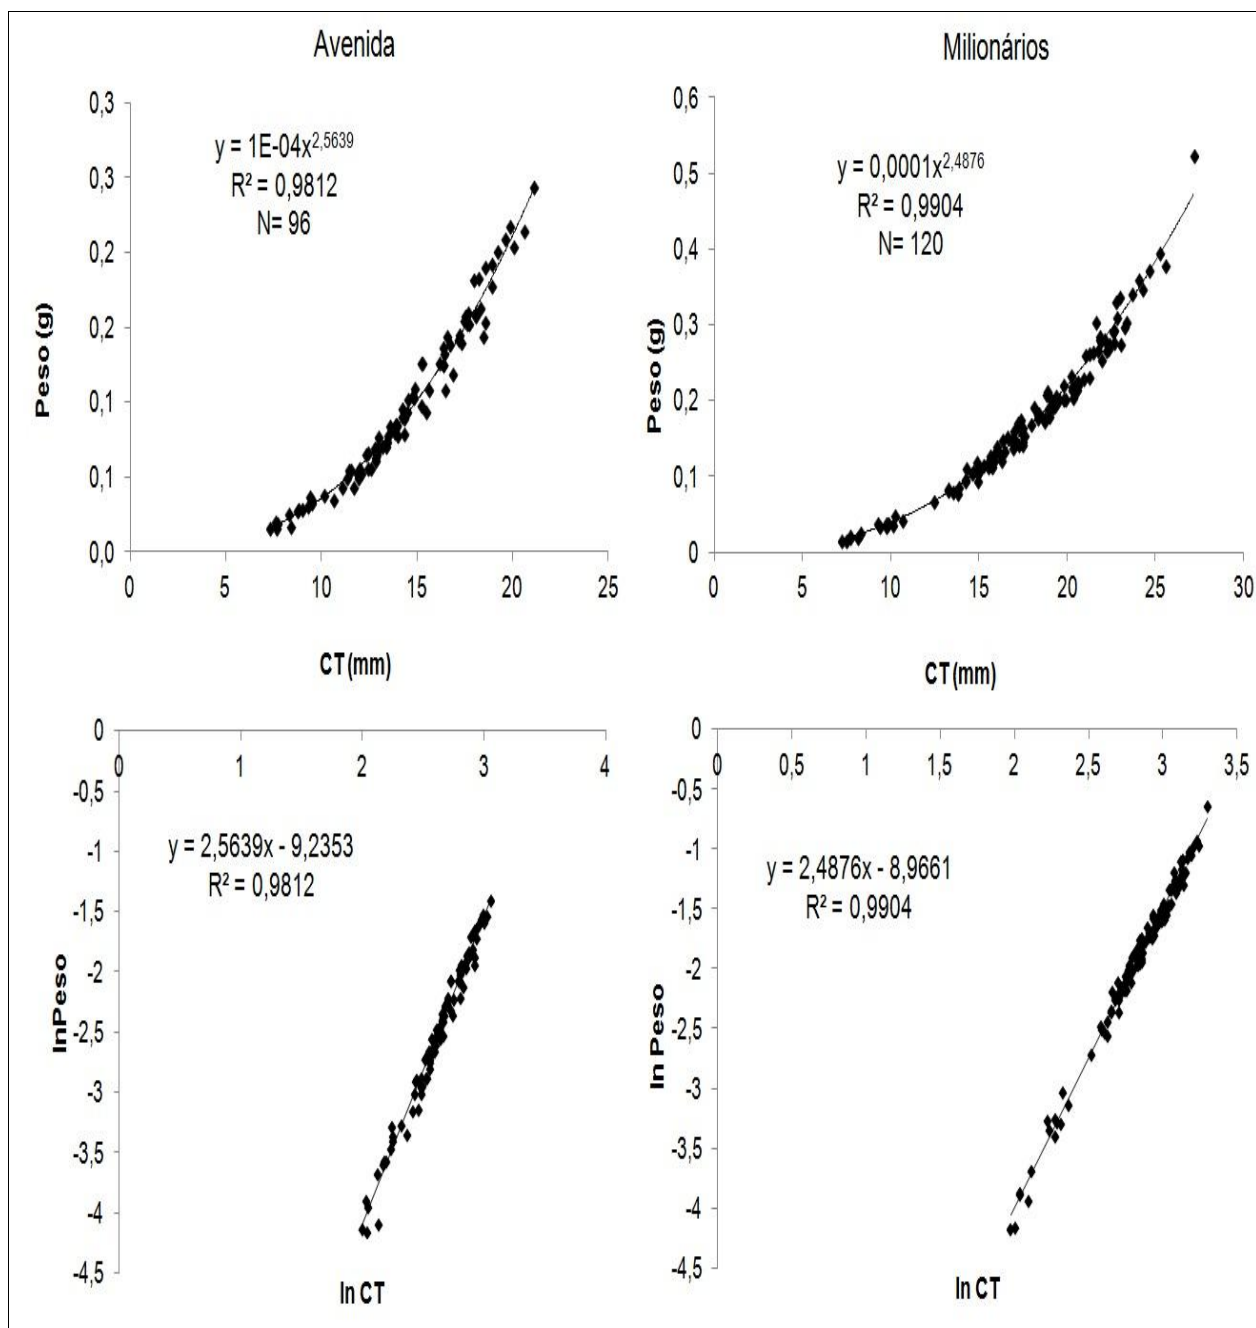 Avenida
0,3
0,3
0,2
0,2
0,1
0,1
0,0
y = 1E-04x^2,5639
R² = 0,9812
N= 96
Peso (g)
0 5 10 15 20 25
CT (mm)
Milionários
0,6
0,5
0,4
0,3
0,2
0,1
0
y = 0,0001x^2,4876
R² = 0,9904
N= 120
Peso (g)
0 5 10 15 20 25 30
CT (mm)
0
0 1 2 3 4
-0,5
-1
-1,5
-2
-2,5
-3
-3,5
-4
-4,5
y = 2,5639x - 9,2353
R² = 0,9812
lnPeso
ln CT
0
0 0,5 1 1,5 2 2,5 3 3,5
-0,5
-1
-1,5
-2
-2,5
-3
-3,5
-4
-4,5
y = 2,4876x - 8,9661
R² = 0,9904
ln Peso
ln CT